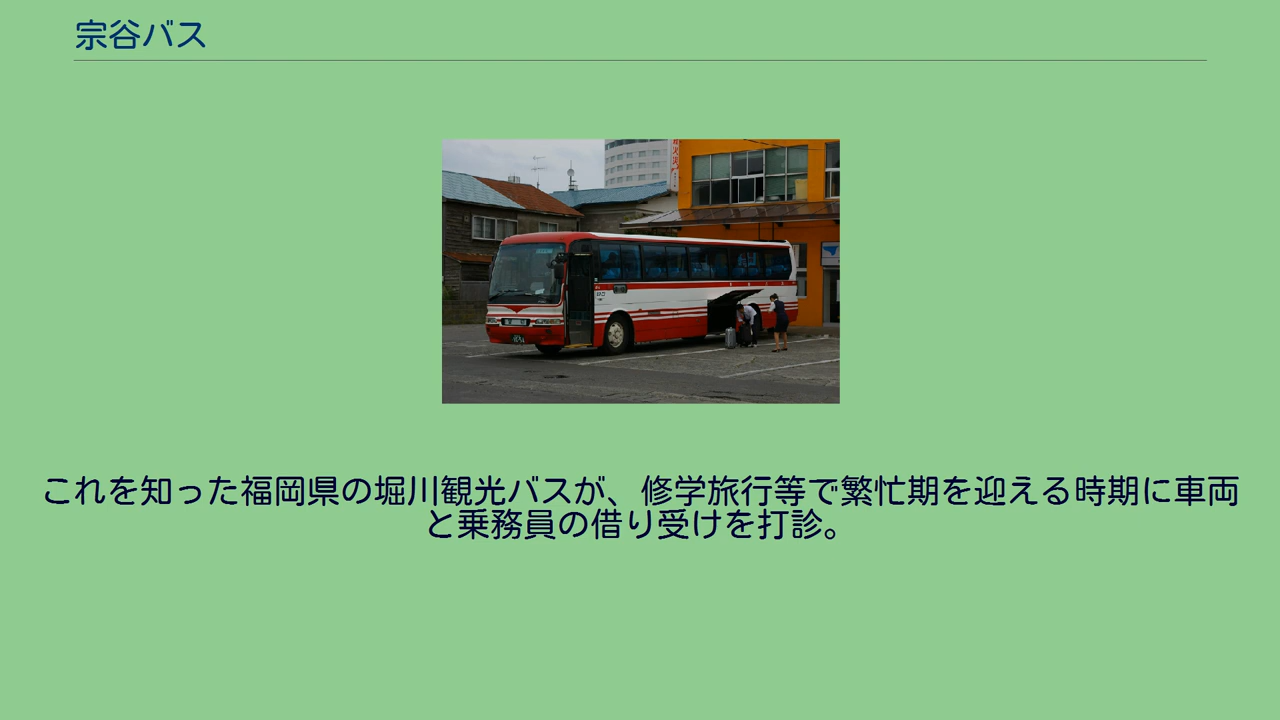 宗谷バス
これを知った福岡県の堀川観光バスが、修学旅行等で繁忙期を迎える時期に車両
と乗務員の借り受けを打診。